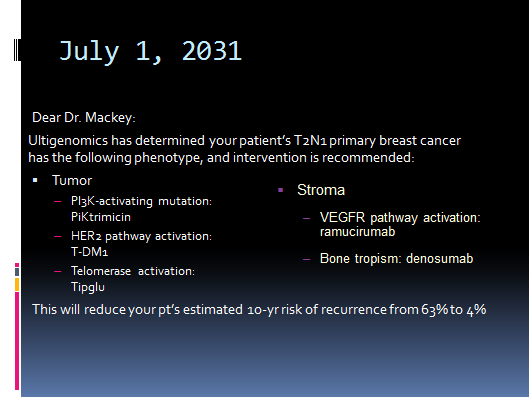 July 1, 2031
Dear Dr. Mackey:
Ultigenomics has determined your patient's T2N1 primary breast cancer
has the following phenotype, and intervention is recommended:
▪ Tumor
– PI3K-activating mutation:
PiKtrimicin
– HER2 pathway activation:
T-DM1
– Telomerase activation:
Tipglu
▪ Stroma
– VEGFR pathway activation:
ramucirumab
– Bone tropism: denosumab
This will reduce your pt's estimated 10-yr risk of recurrence from 63% to 4%